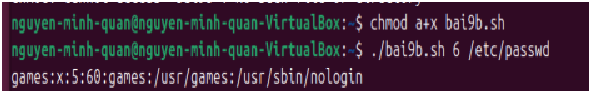 nguyen-minh-quan@nguyen-minh-quan-VirtualBox:~$ chmod a+x bai9b.sh
nguyen-minh-quan@nguyen-minh-quan-VirtualBox:~$ ./bai9b.sh 6 /etc/passwd
games:x:5:60:games:/usr/games:/usr/sbin/nologin